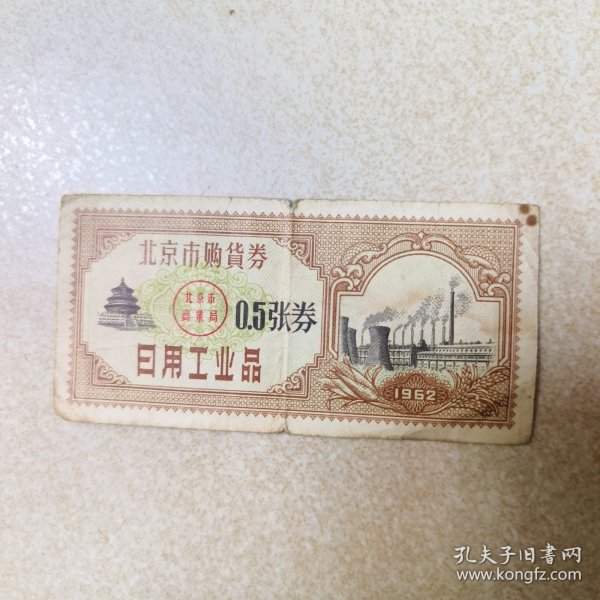 北京市购货券
北京市
商业局
0.5张券
日用工业品
1962
孔夫子旧书网
www.kongfz.com